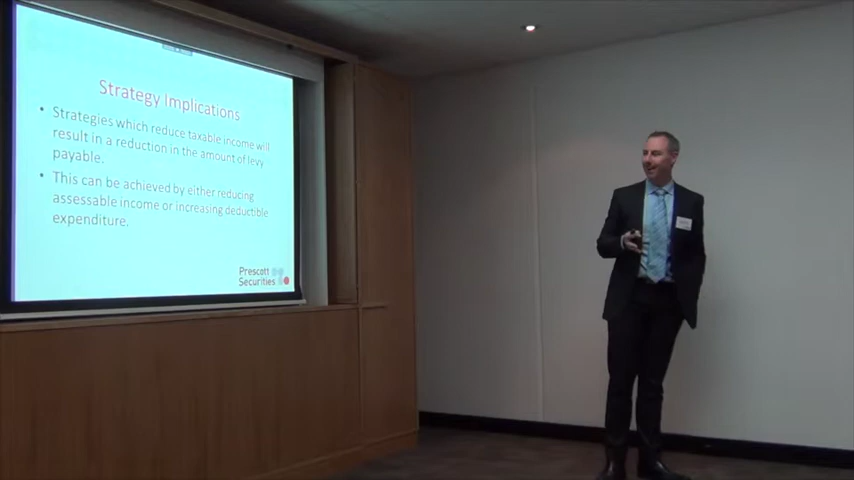 Strategy Implications
• Strategies which reduce taxable income will
result in a reduction in the amount of levy
payable.
• This can be achieved by either reducing
assessable income or increasing deductible
expenditure.
Prescott
Securities